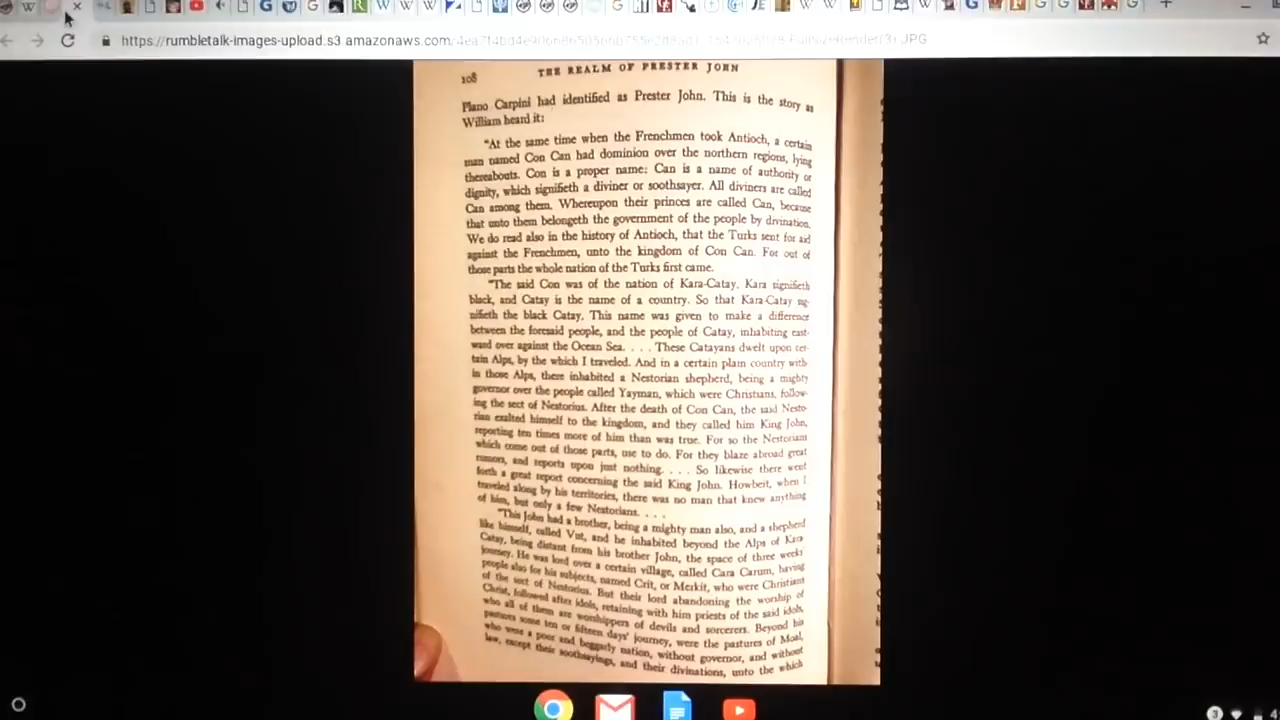 https://rumbletalk-images-upload.s3.amazonaws.com
108 THE REALM OF PRESTER JOHN
Plano Carpini had identified as Prester John. This is the story as
William heard it:
"At the same time when the Frenchmen took Antioch, a certain
man named Con Can had dominion over the northern regions, lying
thereabouts. Con is a proper name: Can is a name of authority or
dignity, which signifieth a diviner or soothsayer. All diviners are called
Can among them. Whereupon their princes are called Can, because
that unto them belongeth the government of the people by divination.
We do read also in the history of Antioch, that the Turks sent for aid
against the Frenchmen, unto the kingdom of Con Can. For out of
those parts the whole nation of the Turks first came.
"The said Con was of the nation of Kara-Catay. Kara signifieth
black, and Catay is the name of a country. So that Kara-Catay sig-
nifieth the black Catay. This name was given to make a difference
between the foresaid people, and the people of Catay, inhabiting east-
ward over against the Ocean Sea. . . . These Catayans dwelt upon cer-
tain Alps, by the which I traveled. And in a certain plain country with-
in those Alps, there inhabited a Nestorian shepherd, being a mighty
governor over the people called Yayman, which were Christians, follow-
ing the sect of Nestorius. After the death of Con Can, the said Nesto-
rian exalted himself to the kingdom, and they called him King John,
reporting ten times more of him than was true. For so the Nestorians
which come out of those parts, use to do. For they blaze abroad great
rumors, and reports upon just nothing. . . . So likewise there went
forth a great report concerning the said King John. Howbeit, when I
traveled along by his territories, there was no man that knew anything
of him, but only a few Nestorians. . . .
"This John had a brother, being a mighty man also, and a shepherd
like himself, called Vut, and he inhabited beyond the Alps of Kara
Catay, being distant from his brother John, the space of three weeks'
journey. He was lord over a certain village, called Cara Carum, having
people also for his subjects, named Crit, or Merkit, who were Christians
of the sect of Nestorius. But their lord abandoning the worship of
Christ, followed after idols, retaining with him priests of the said idols,
who all of them are worshippers of devils and sorcerers. Beyond his
pastures some ten or fifteen days' journey, were the pastures of Moal,
who were a poor and beggarly nation, without governor, and without
law, except their soothsayings, and their divinations, unto the which
3